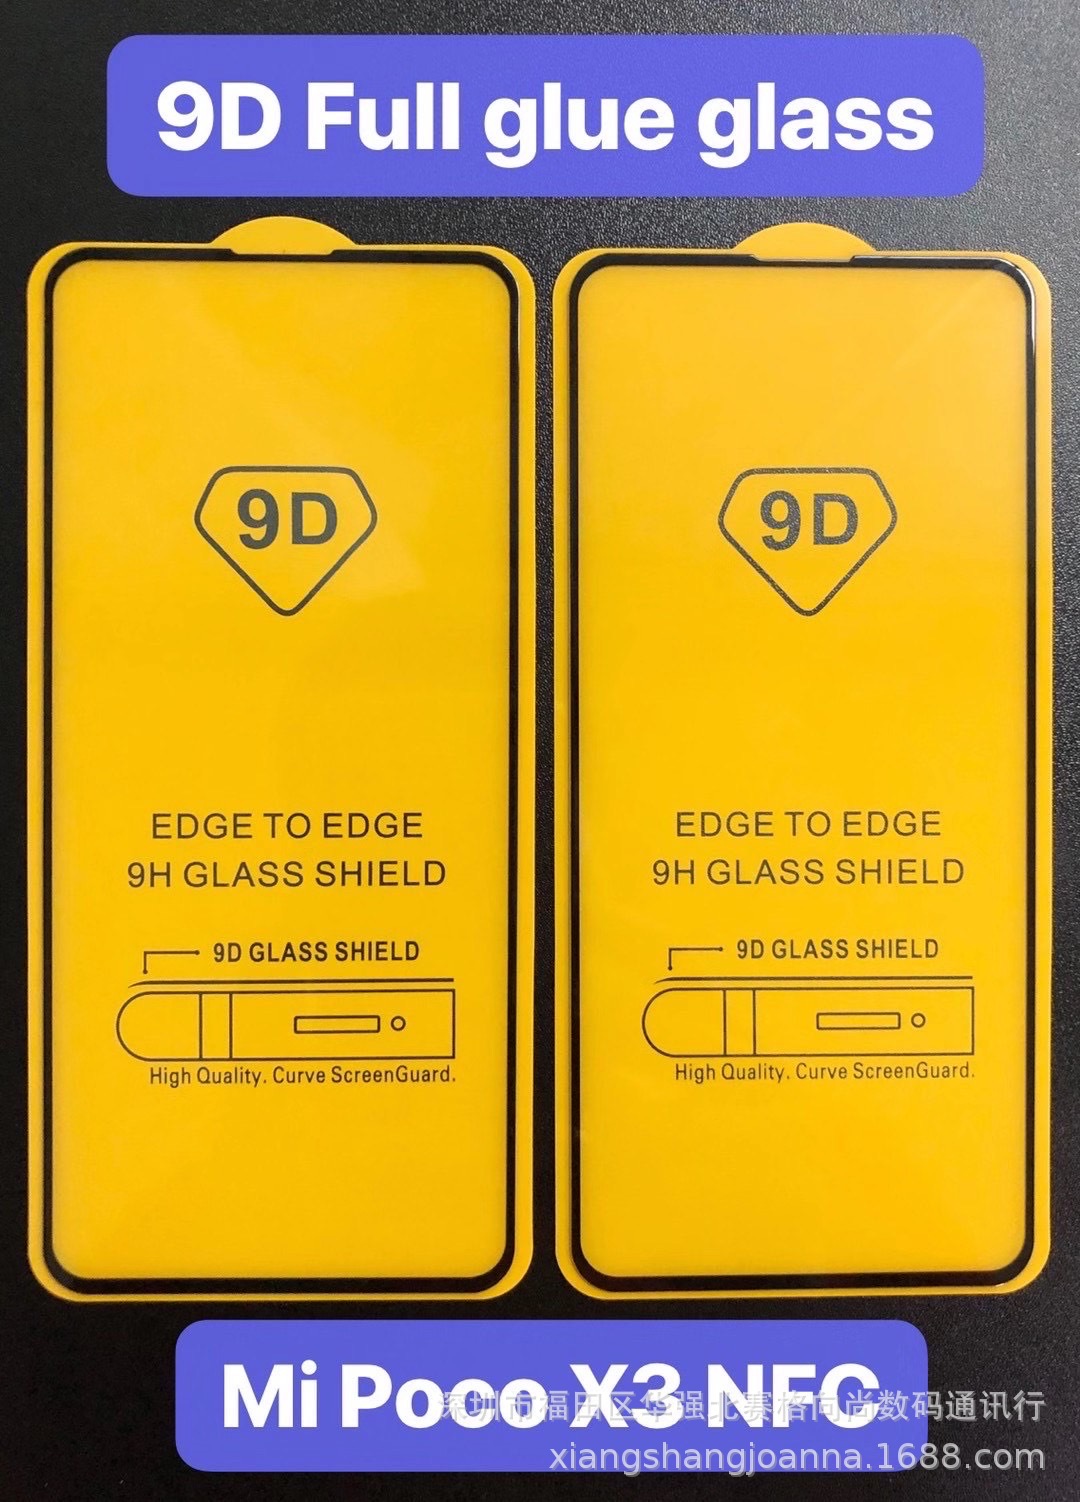 9D Full glue glass
9D
EDGE TO EDGE
9H GLASS SHIELD
9D GLASS SHIELD
High Quality. Curve ScreenGuard.
9D
EDGE TO EDGE
9H GLASS SHIELD
9D GLASS SHIELD
High Quality. Curve ScreenGuard.
Mi Poco X3 NFC
深圳市福田区华强北赛格向尚数码通讯行
xiangshangjoanna.1688.com